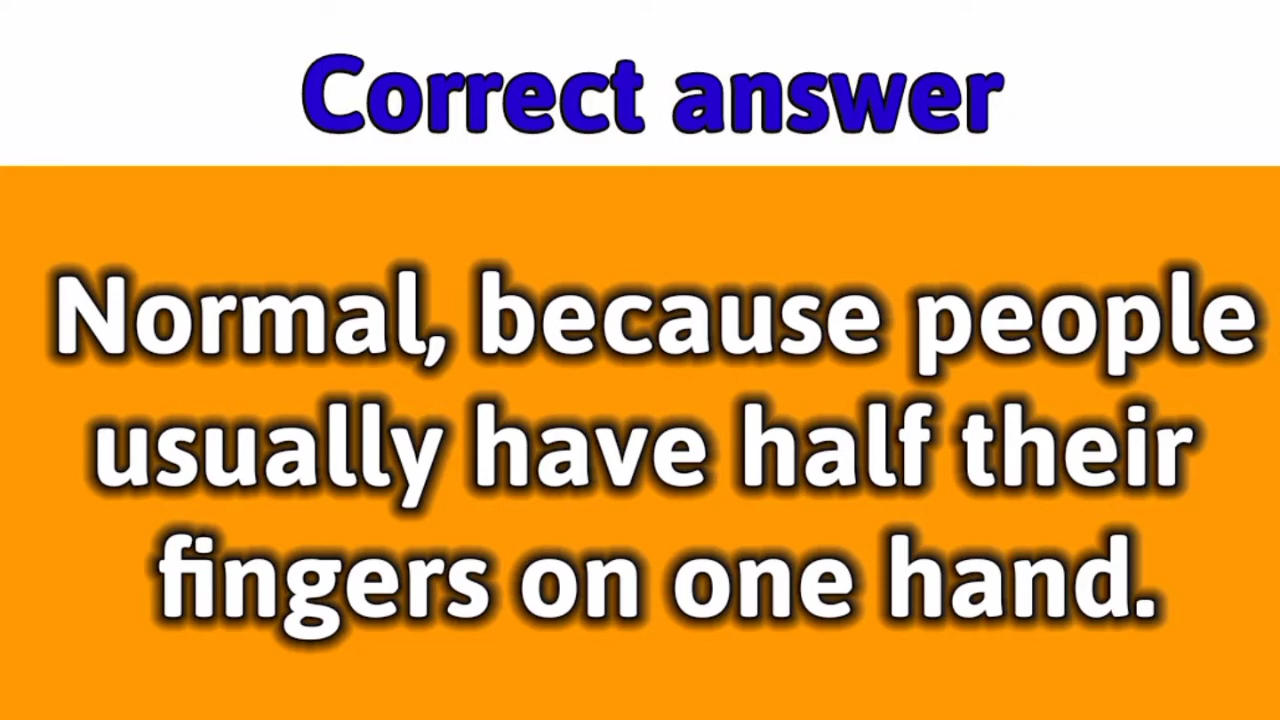 Correct answer
Normal, because people
usually have half their
fingers on one hand.